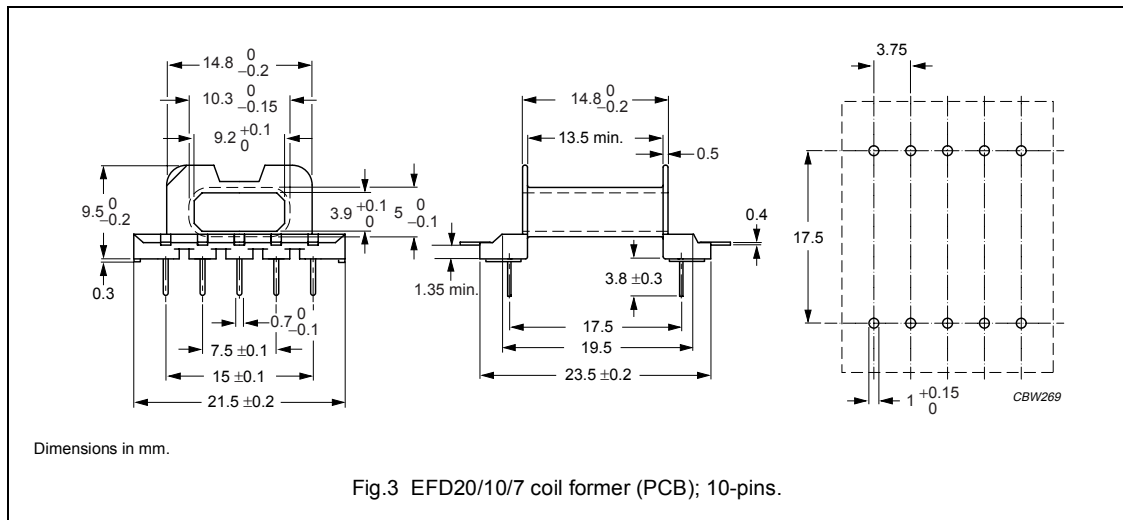 14.8 0 −0.2
10.3 0 −0.15
9.2 +0.1 0
9.5 0 −0.2
3.9 +0.1 0
5 0 −0.1
0.3
0.7 0 −0.1
7.5 ±0.1
15 ±0.1
21.5 ±0.2
14.8 0 −0.2
13.5 min.
0.5
0.4
1.35 min.
3.8 ±0.3
17.5
19.5
23.5 ±0.2
3.75
17.5
1 +0.15 0
CBW269
Dimensions in mm.
Fig.3 EFD20/10/7 coil former (PCB); 10-pins.